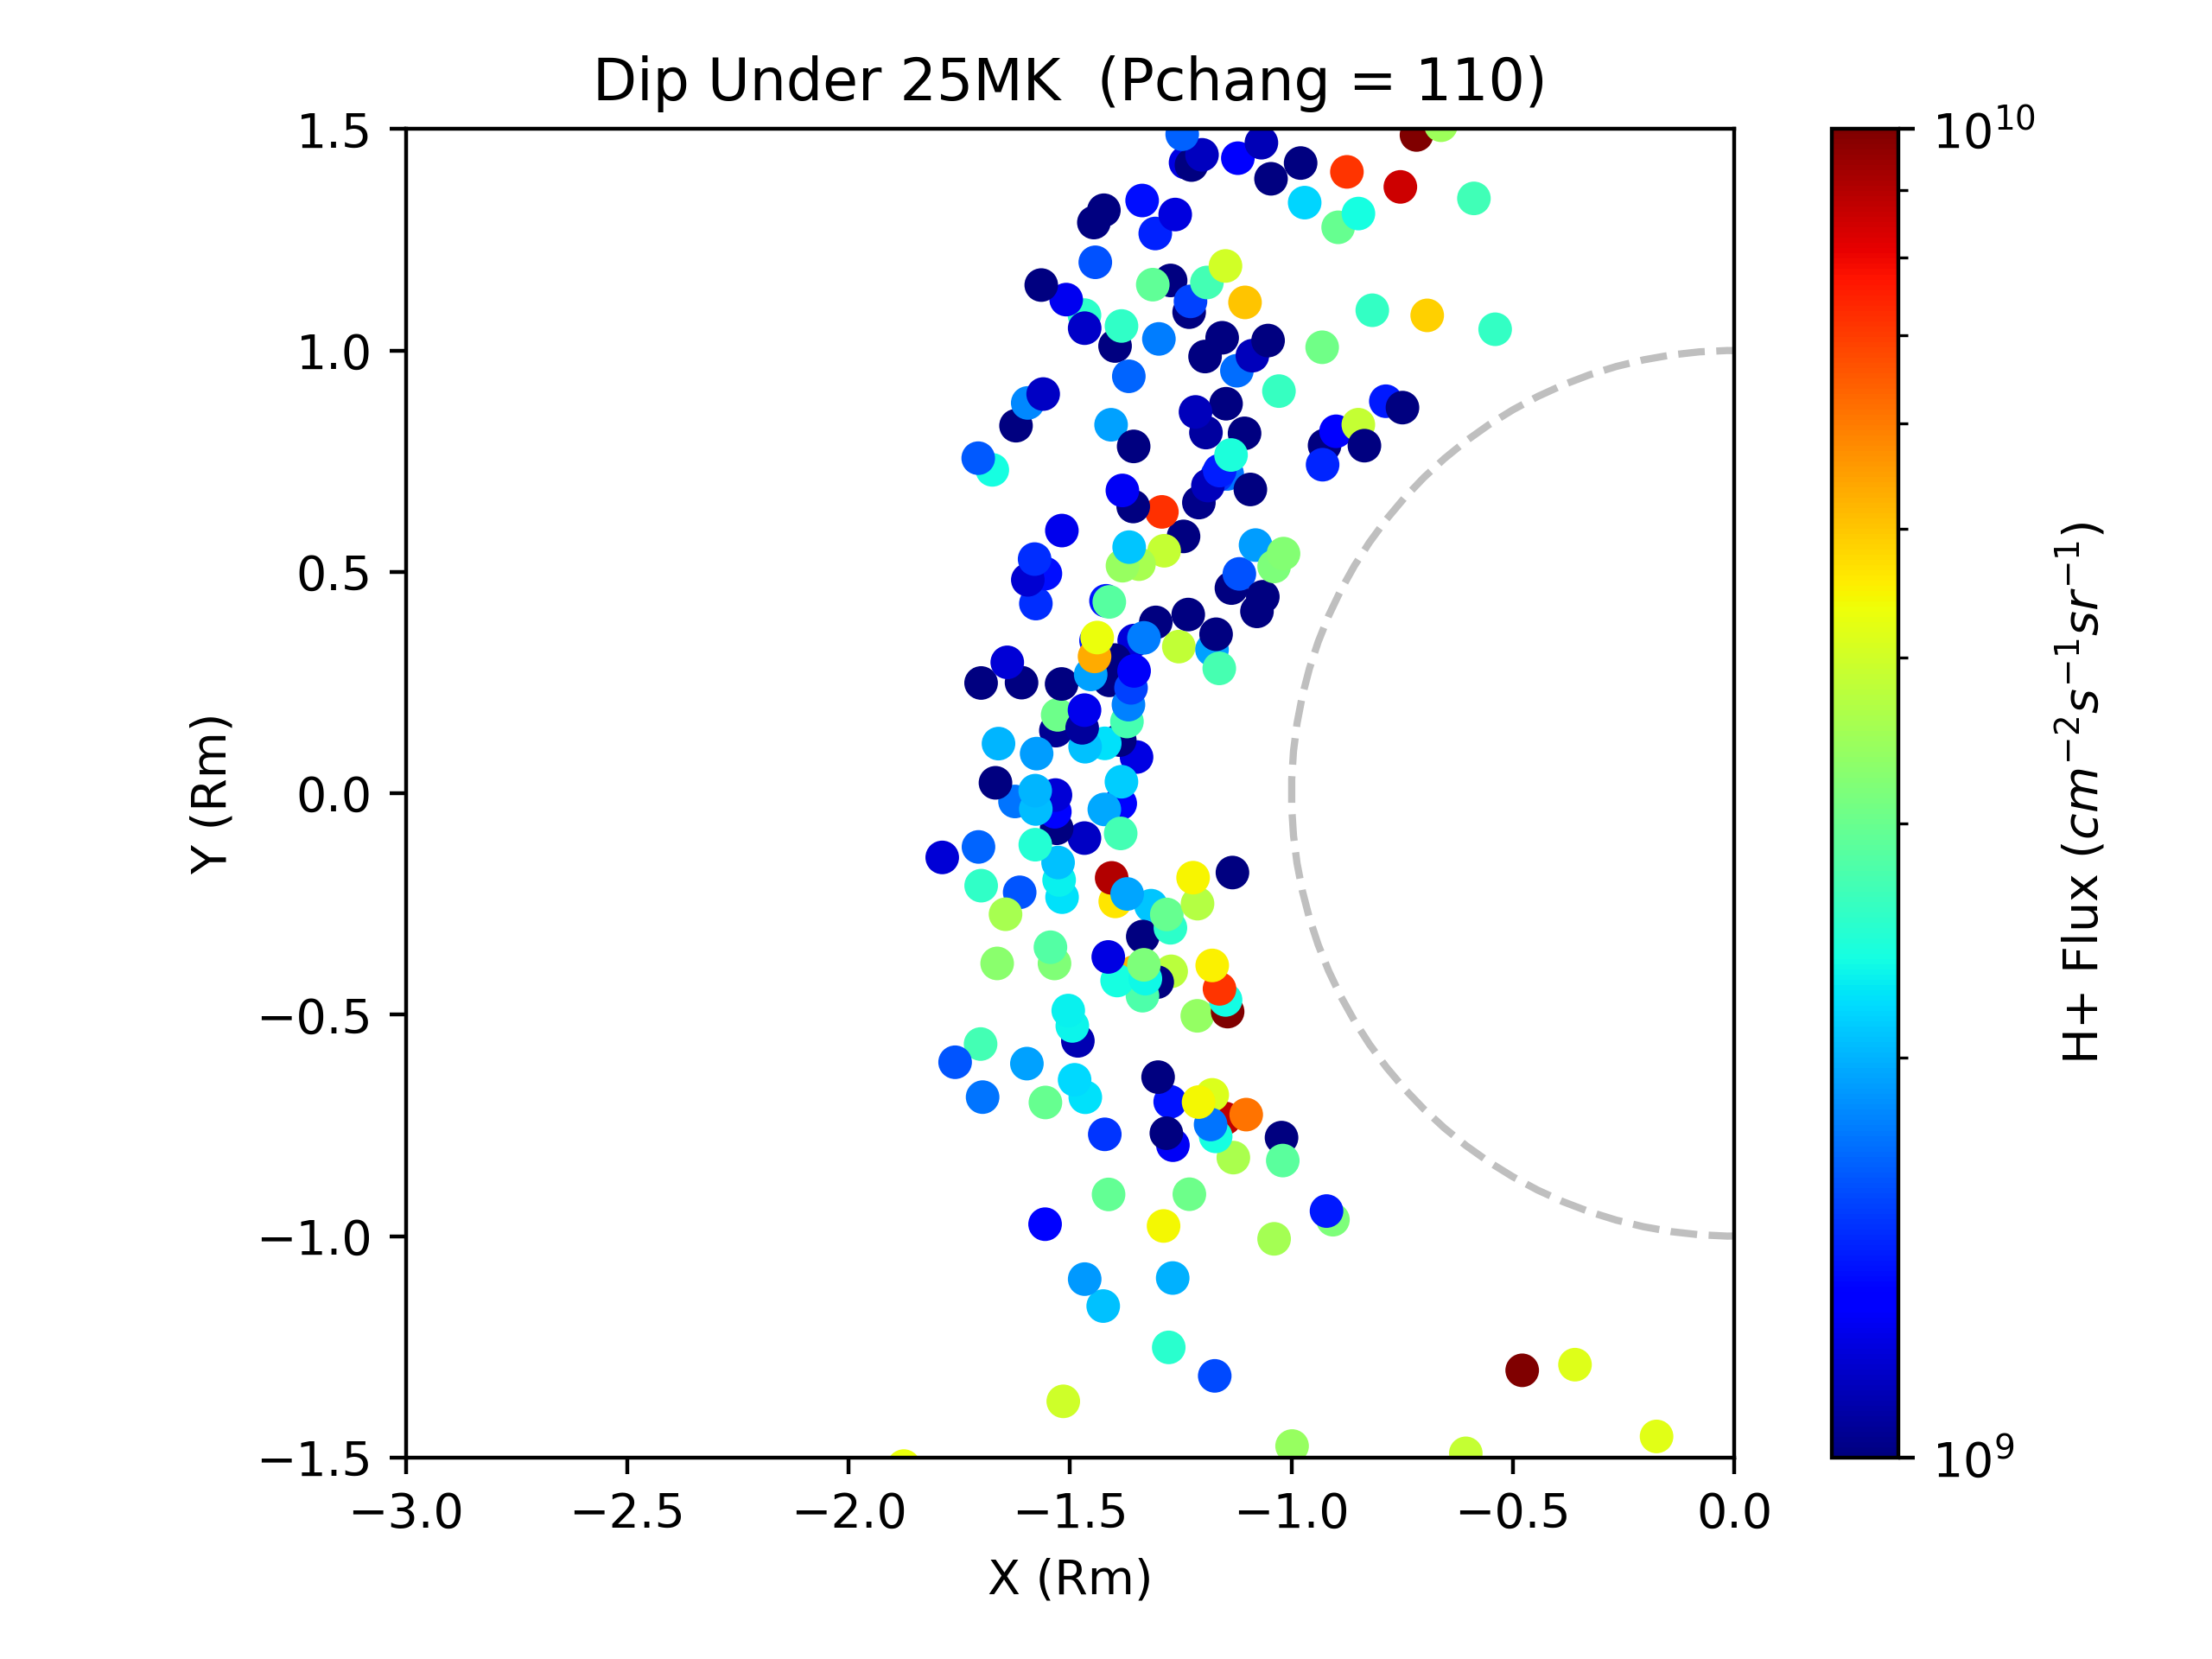 Dip Under 25MK  (Pchang = 110)
1.5
1.0
0.5
0.0
−0.5
−1.0
−1.5
Y (Rm)
−3.0 −2.5 −2.0 −1.5 −1.0 −0.5 0.0
X (Rm)
10¹⁰
10⁹
H+ Flux (cm⁻²s⁻¹sr⁻¹)